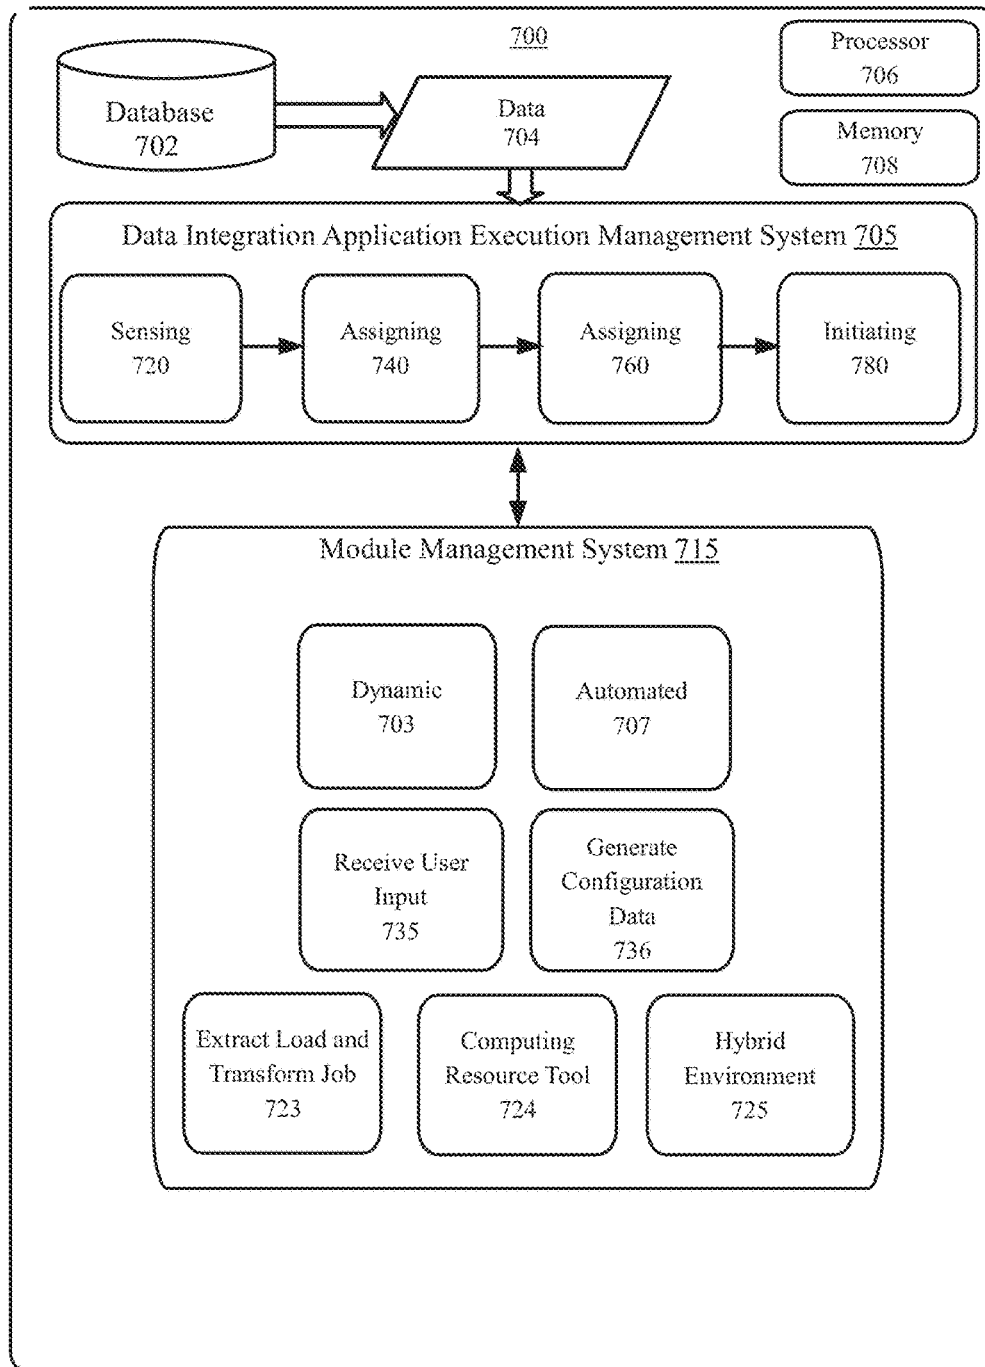 700
Processor
706
Database
702
Data
704
Memory
708
Data Integration Application Execution Management System 705
Sensing
720
Assigning
740
Assigning
760
Initiating
780
Module Management System 715
Dynamic
703
Automated
707
Receive User
Input
735
Generate
Configuration
Data
736
Extract Load and
Transform Job
723
Computing
Resource Tool
724
Hybrid
Environment
725